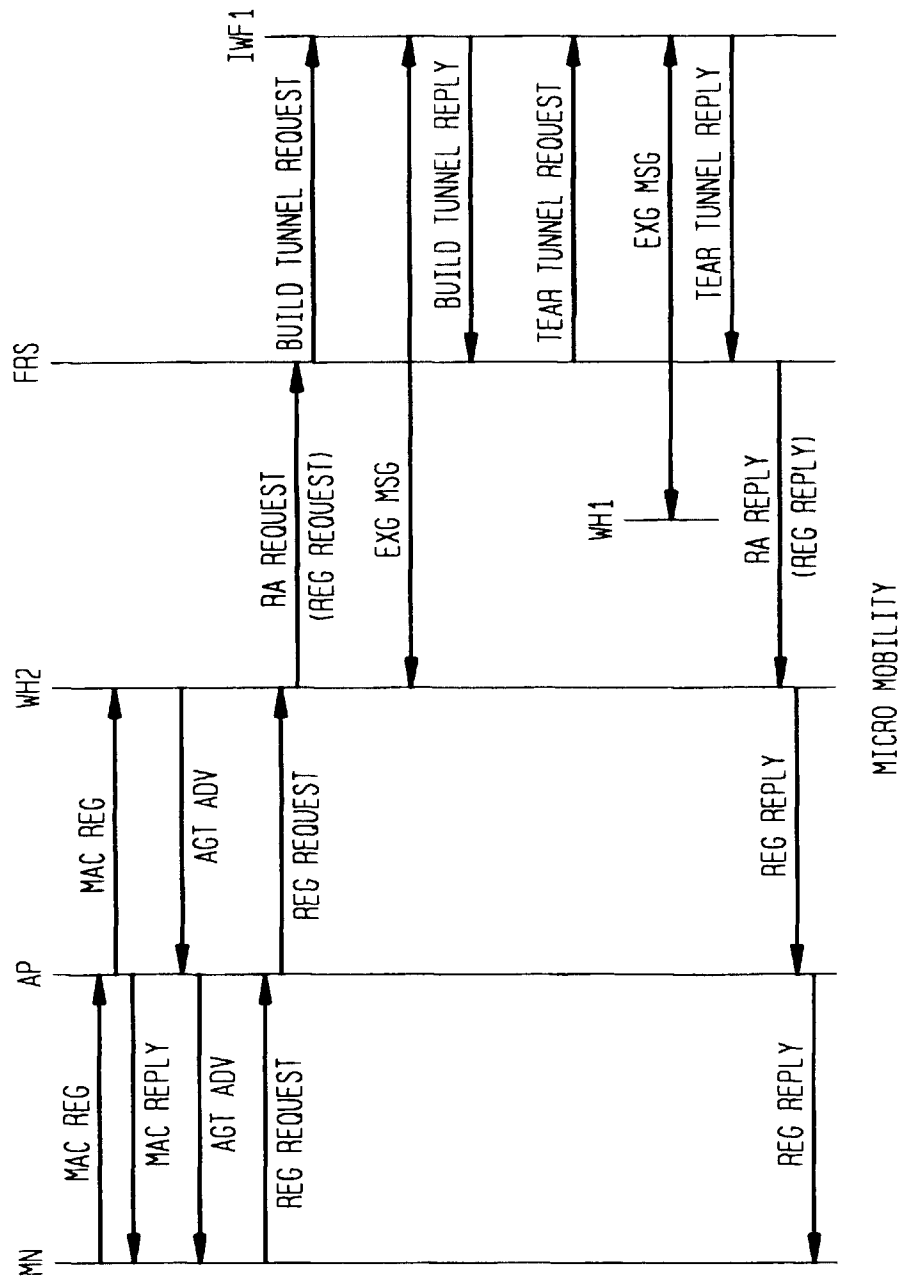 MN
AP
WH2
FRS
IWF1
MAC REG
MAC REG
MAC REPLY
AGT ADV
AGT ADV
REG REQUEST
REG REQUEST
RA REQUEST
(REG REQUEST)
BUILD TUNNEL REQUEST
EXG MSG
BUILD TUNNEL REPLY
TEAR TUNNEL REQUEST
WH1
EXG MSG
TEAR TUNNEL REPLY
RA REPLY
(REG REPLY)
REG REPLY
REG REPLY
MICRO MOBILITY